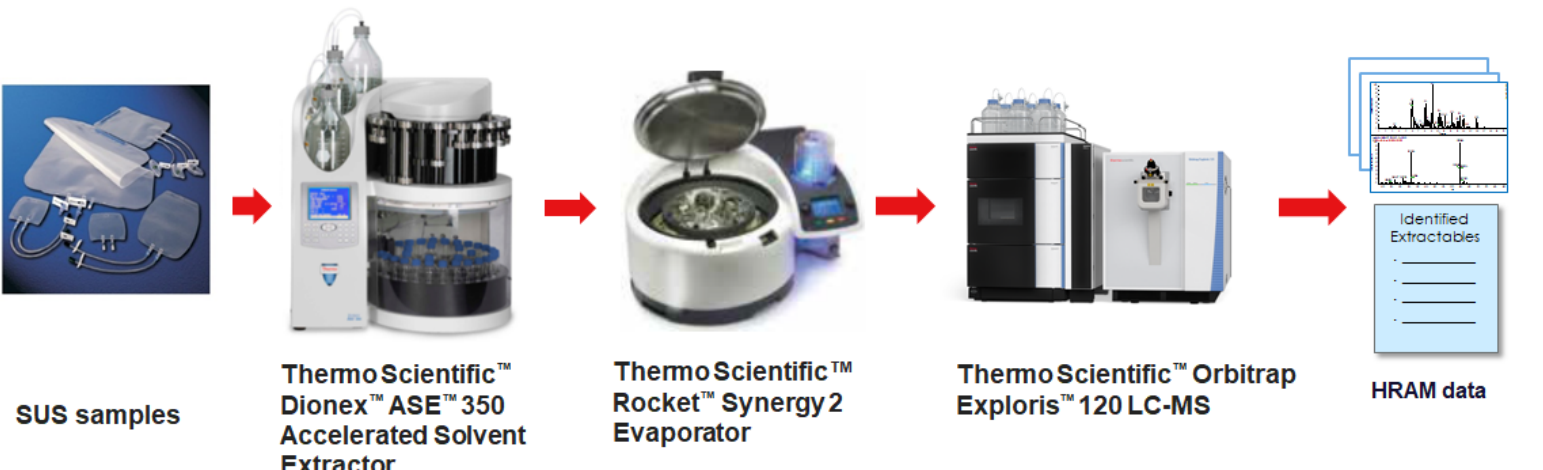 Identified
Extractables
SUS samples
Thermo Scientific™
Dionex™ ASE™ 350
Accelerated Solvent
Extractor
Thermo Scientific™
Rocket™ Synergy 2
Evaporator
Thermo Scientific™ Orbitrap
Exploris™ 120 LC-MS
HRAM data